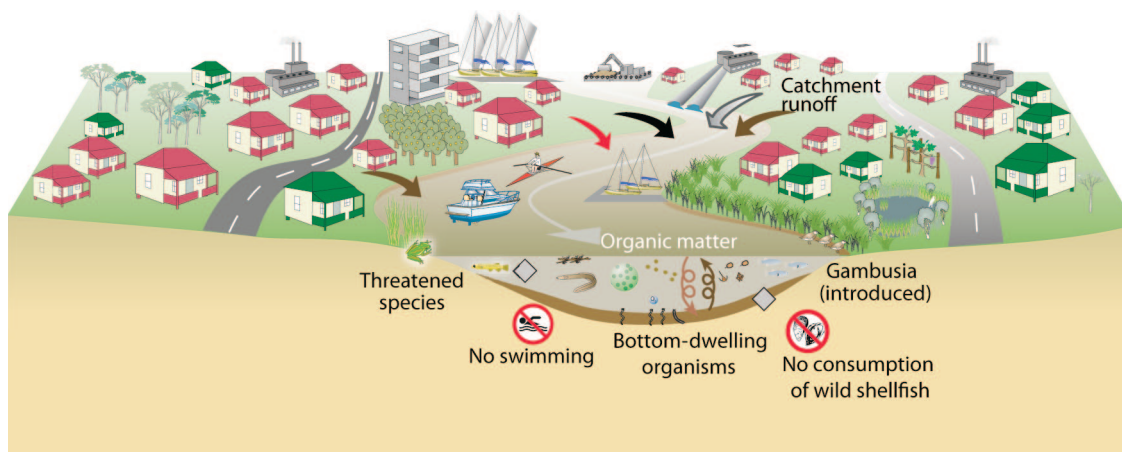 Catchment
runoff
Organic matter
Threatened
species
Gambusia
(introduced)
No swimming
Bottom-dwelling
organisms
No consumption
of wild shellfish